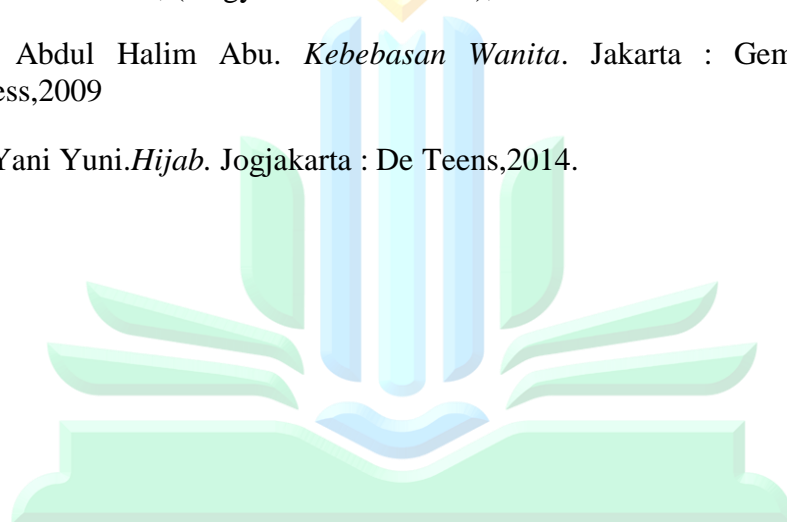 Abdul Halim Abu. Kebebasan Wanita. Jakarta : Gem
ess,2009
Yani Yuni.Hijab. Jogjakarta : De Teens,2014.